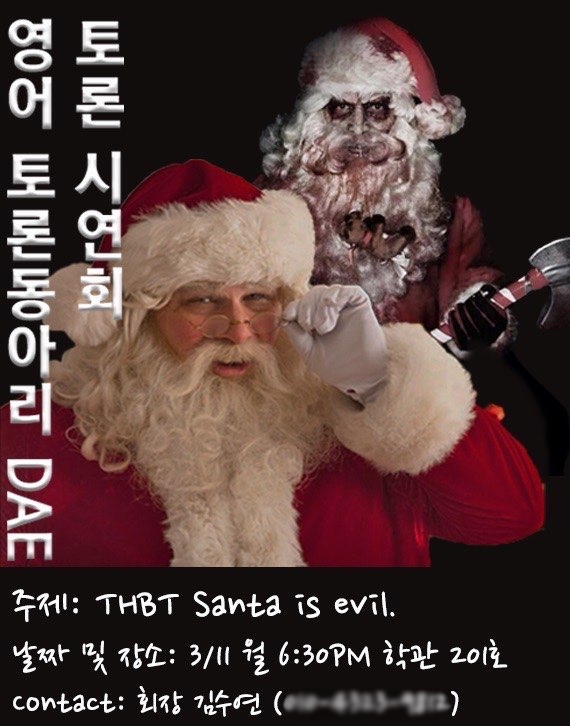 영어 토론동아리 DAE
토론 시연회
주제: THBT Santa is evil.
날짜 및 장소: 3/11 월 6:30PM 학관 201호
contact: 회장 김수연 ( )